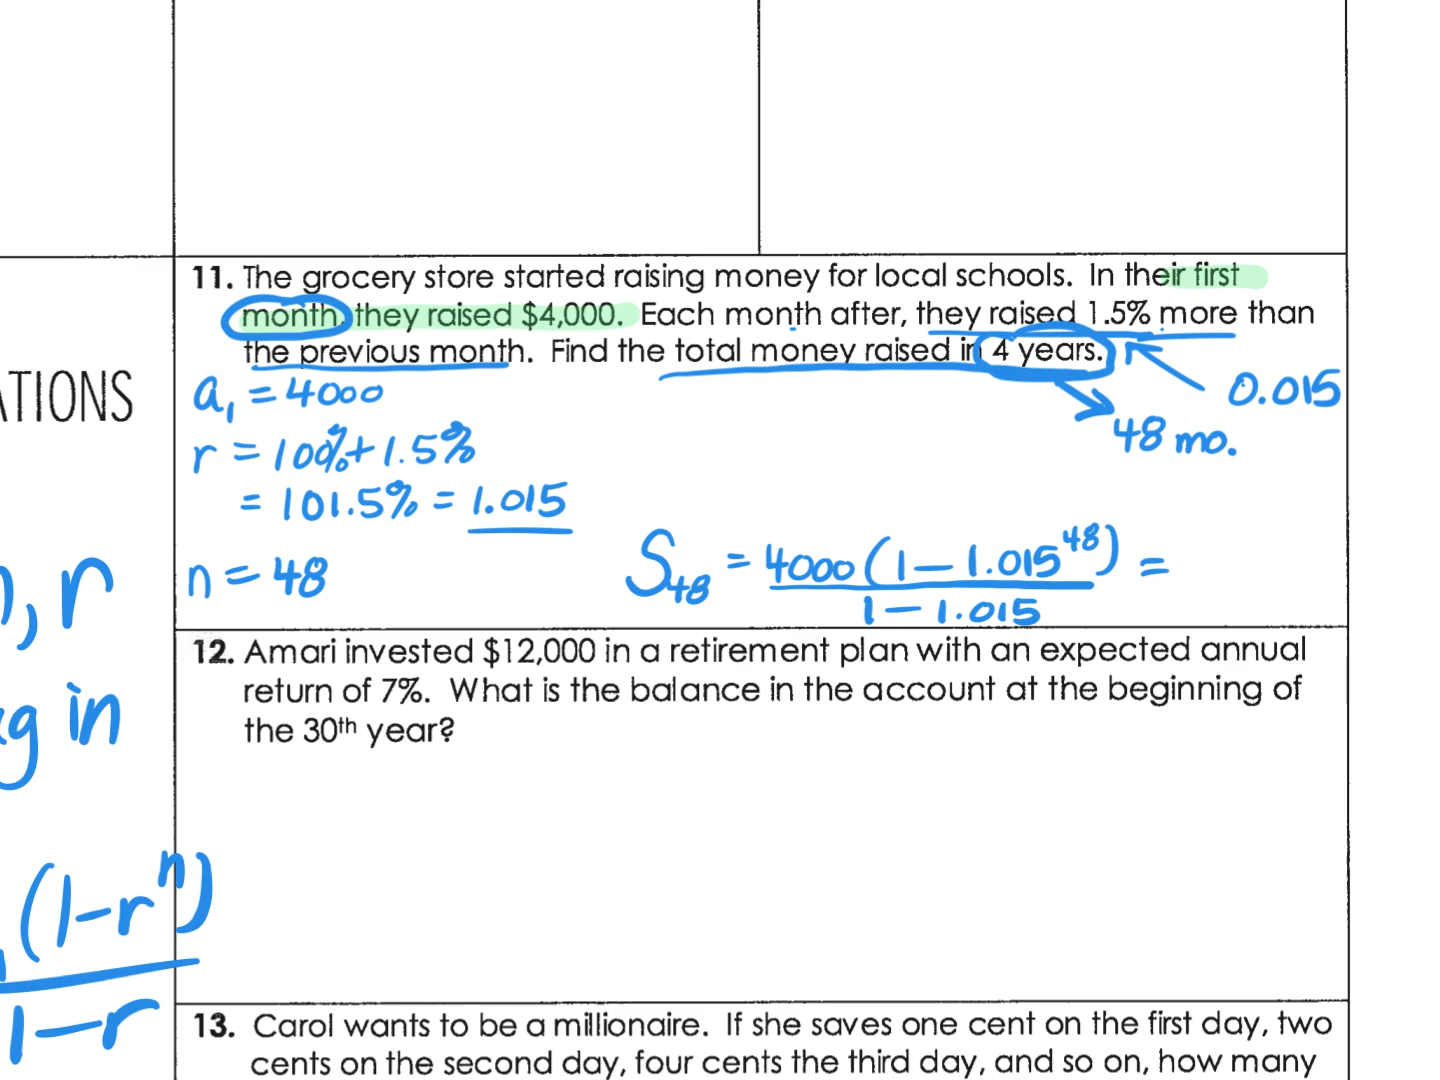 11. The grocery store started raising money for local schools. In their first
month, they raised $4,000. Each month after, they raised 1.5% more than
the previous month. Find the total money raised in 4 years.
a₁ = 4000
0.015
48 mo.
r = 100% + 1.5%
= 101.5% = 1.015
n = 48
S₄₈ = 4000(1 - 1.015⁴⁸) =
1 - 1.015
ATIONS
, r
g in
(1-rⁿ)
1-r
12. Amari invested $12,000 in a retirement plan with an expected annual
return of 7%. What is the balance in the account at the beginning of
the 30th year?
13. Carol wants to be a millionaire. If she saves one cent on the first day, two
cents on the second day, four cents the third day, and so on, how many